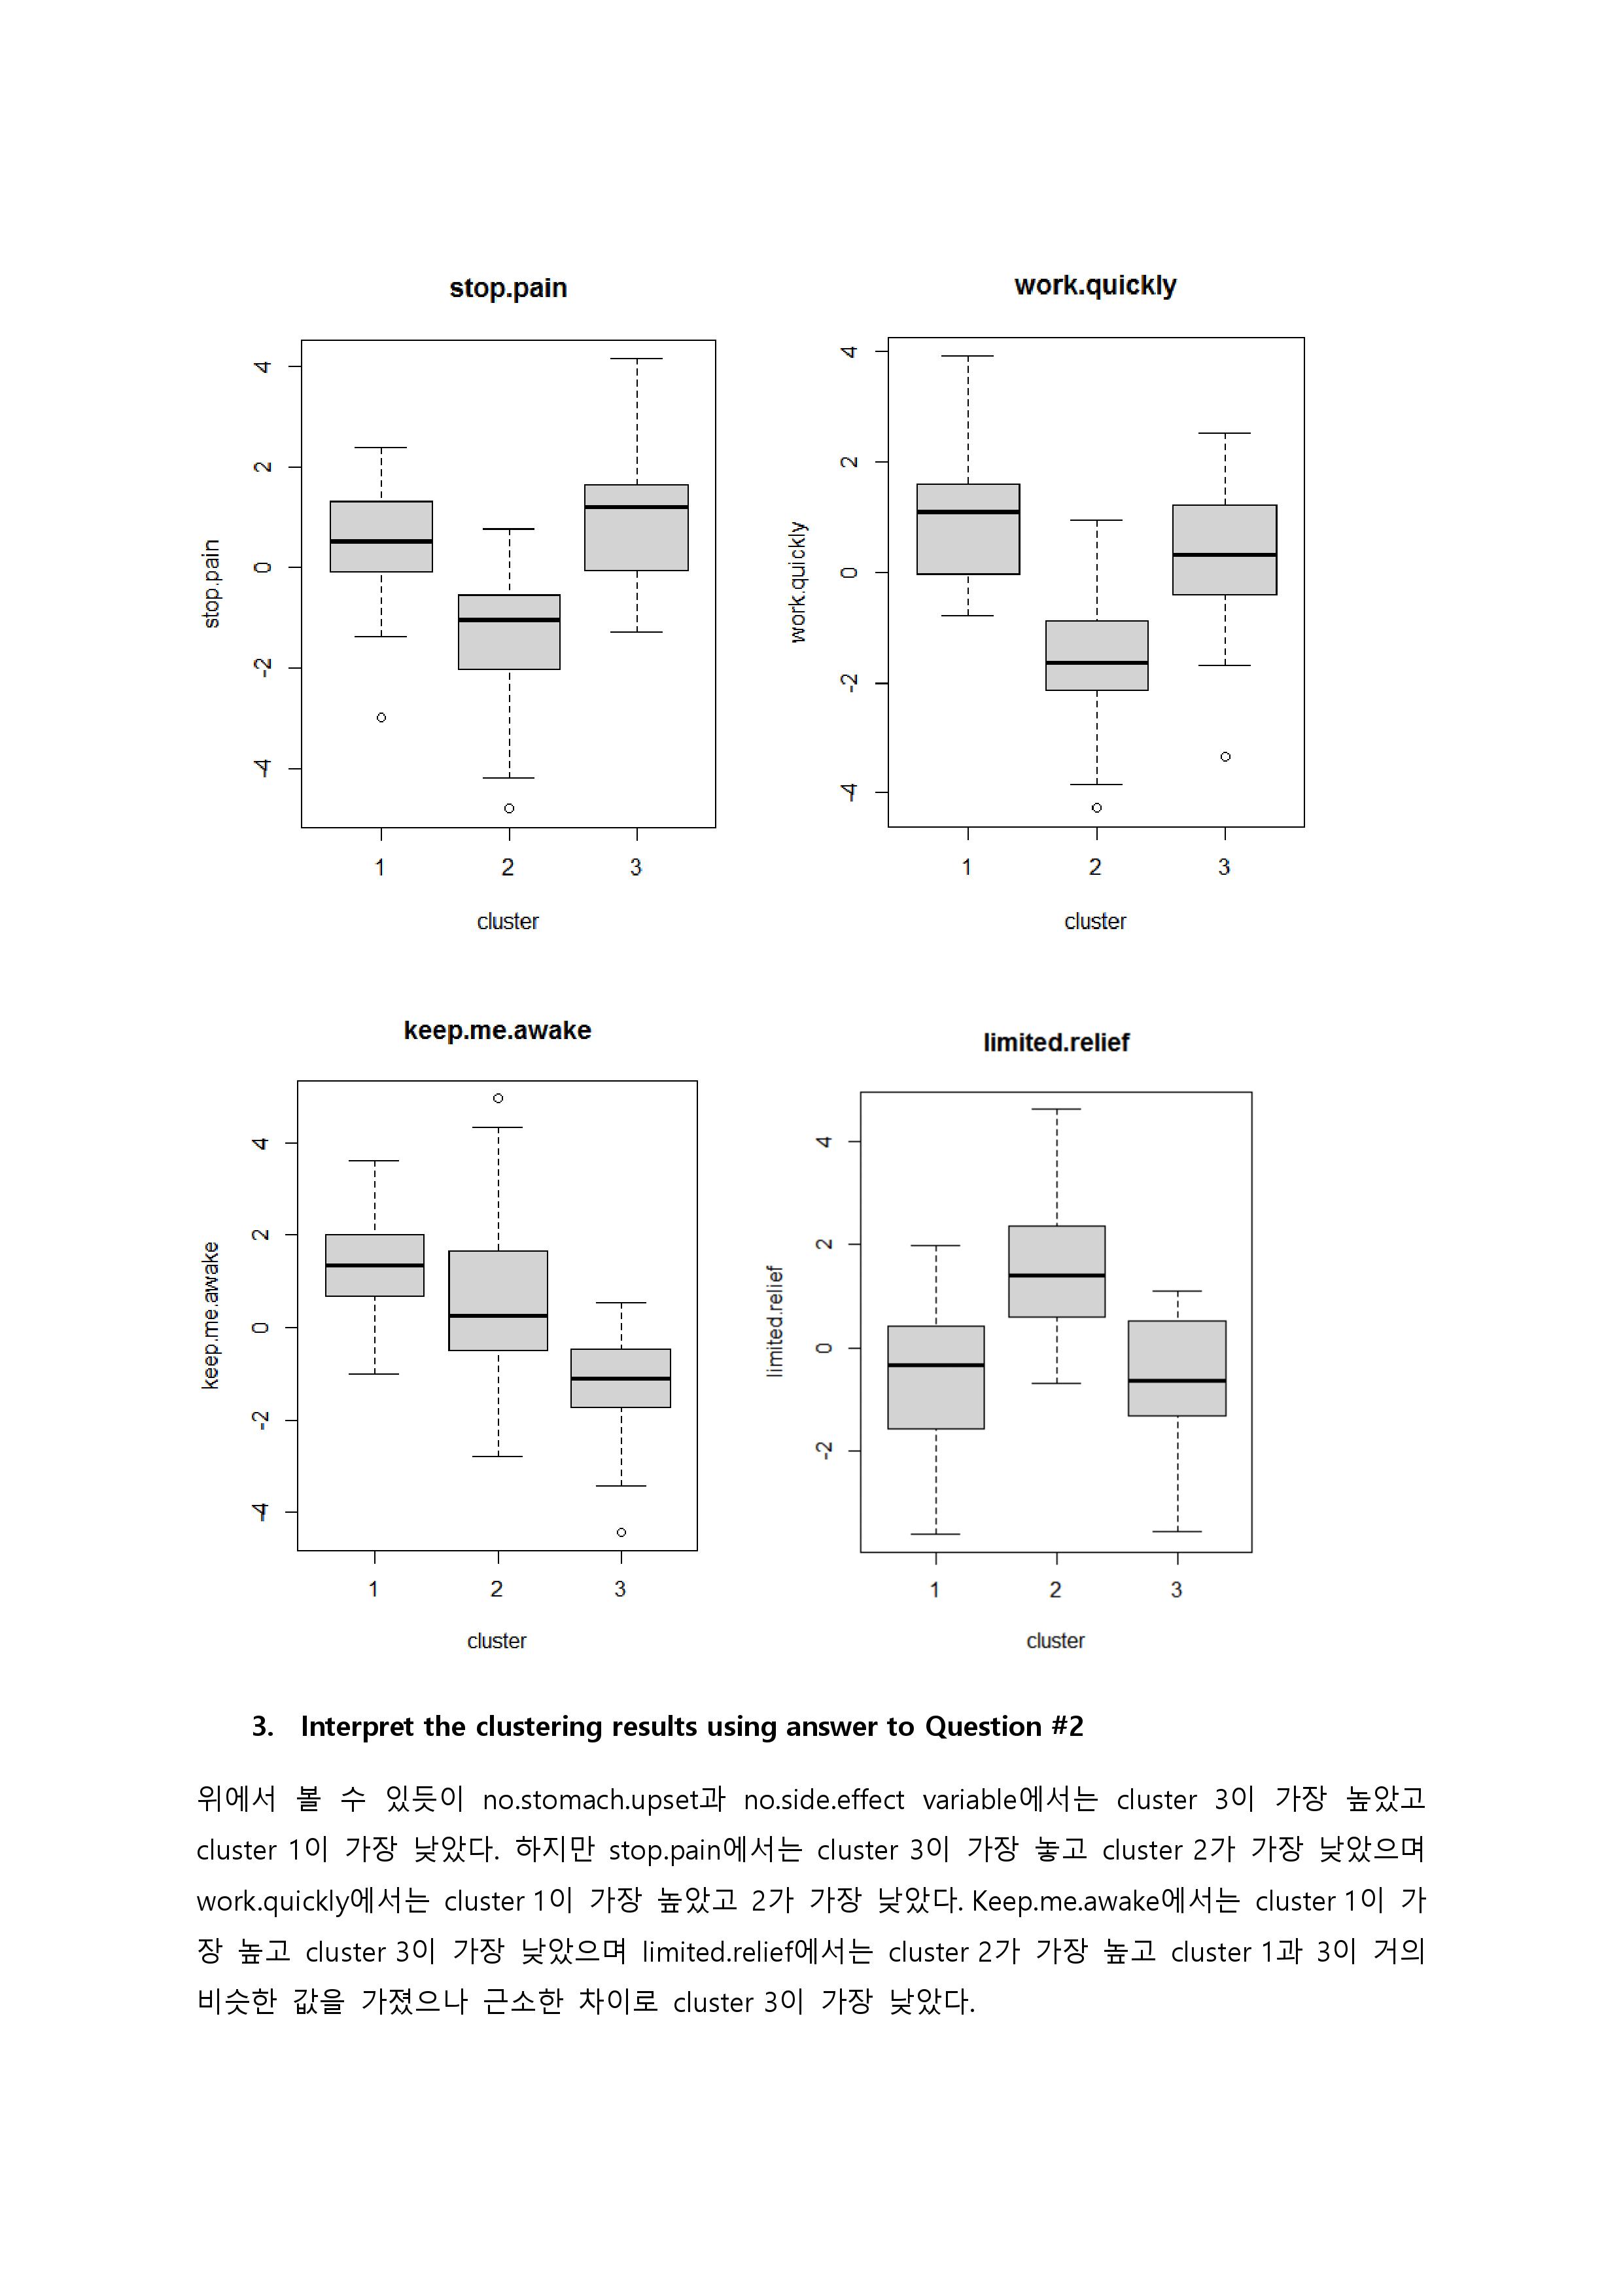 stop.pain
work.quickly
4
2
0
-2
-4
stop.pain
1 2 3
cluster
4
2
0
-2
-4
work.quickly
1 2 3
cluster
keep.me.awake
limited.relief
4
2
0
-2
-4
keep.me.awake
1 2 3
cluster
4
2
0
-2
limited.relief
1 2 3
cluster
3. Interpret the clustering results using answer to Question #2
위에서 볼 수 있듯이 no.stomach.upset과 no.side.effect variable에서는 cluster 3이 가장 높았고
cluster 1이 가장 낮았다. 하지만 stop.pain에서는 cluster 3이 가장 놓고 cluster 2가 가장 낮았으며
work.quickly에서는 cluster 1이 가장 높았고 2가 가장 낮았다. Keep.me.awake에서는 cluster 1이 가
장 높고 cluster 3이 가장 낮았으며 limited.relief에서는 cluster 2가 가장 높고 cluster 1과 3이 거의
비슷한 값을 가졌으나 근소한 차이로 cluster 3이 가장 낮았다.